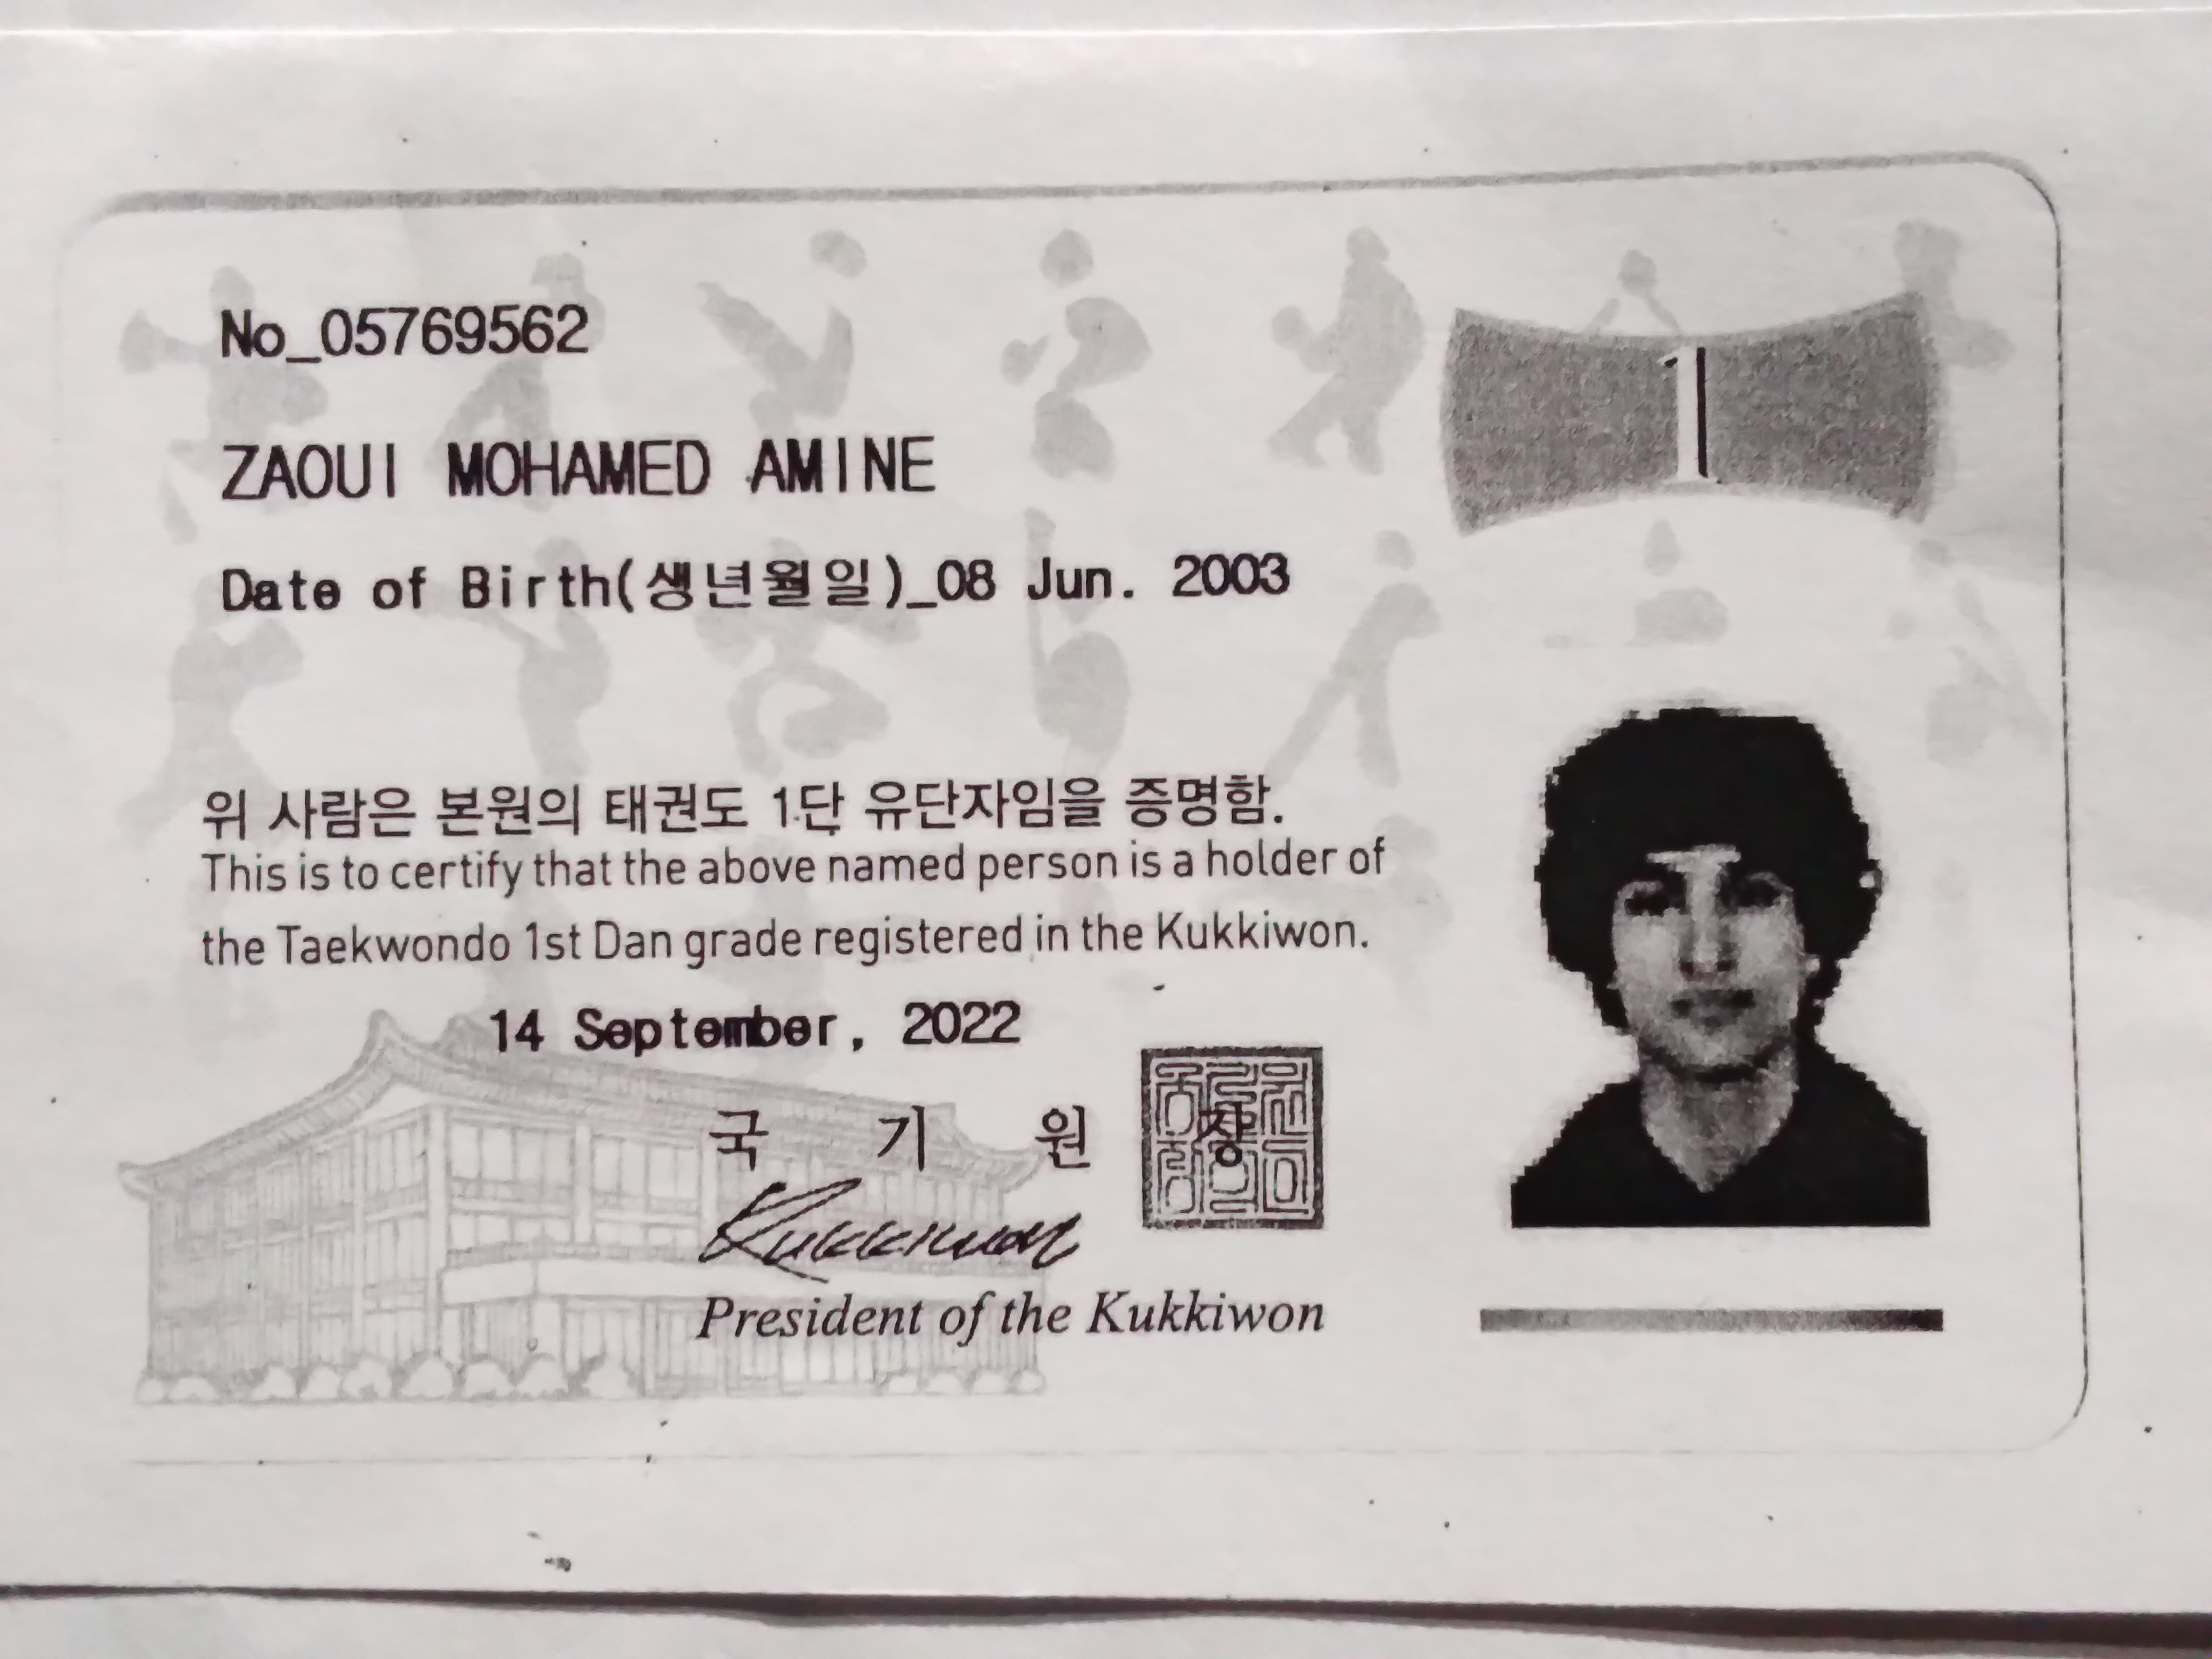 No_05769562
1
ZAOUI MOHAMED AMINE
Date of Birth(생년월일)_08 Jun. 2003
위 사람은 본원의 태권도 1단 유단자임을 증명함.
This is to certify that the above named person is a holder of
the Taekwondo 1st Dan grade registered in the Kukkiwon.
14 September, 2022
국 기 원 장
Kukkiwon
President of the Kukkiwon